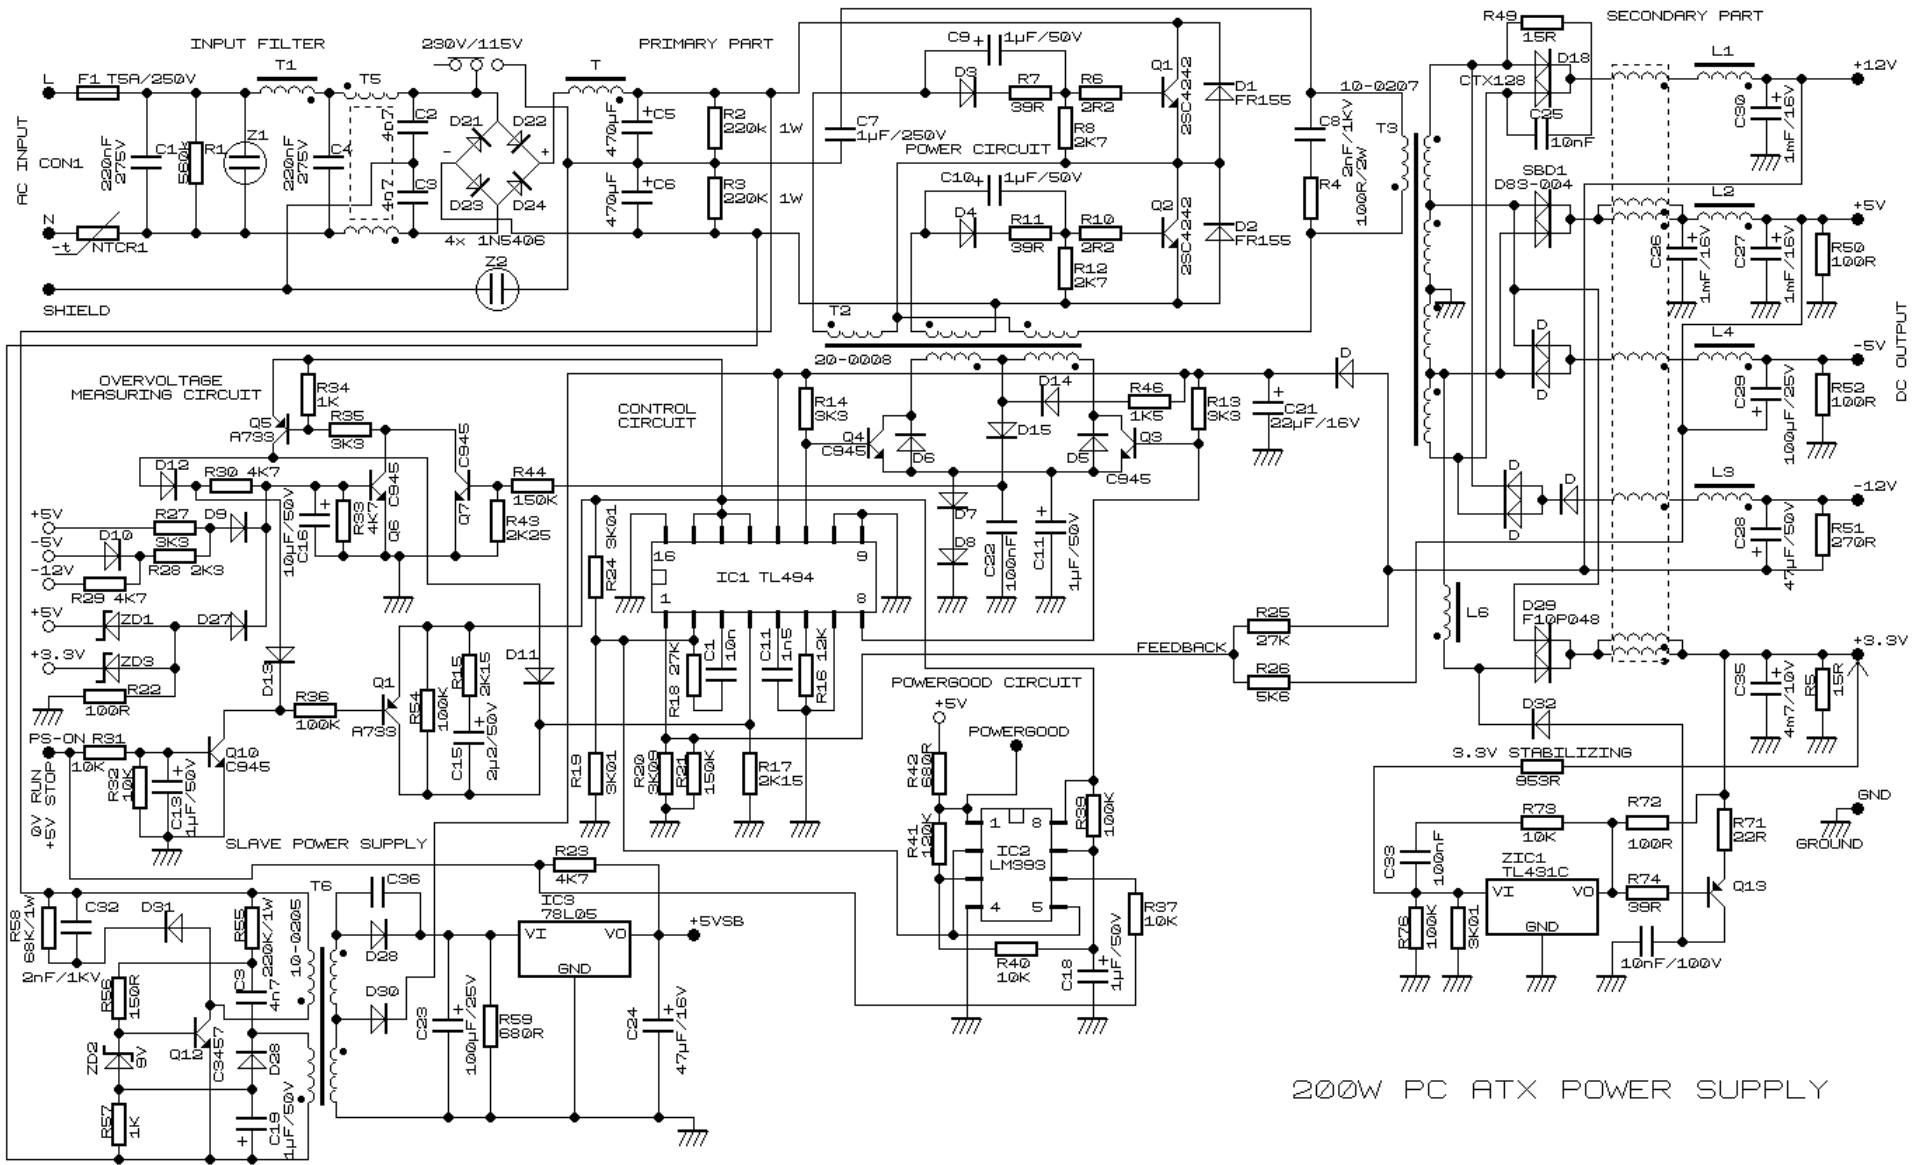 INPUT FILTER
230V/115V
PRIMARY PART
SECONDARY PART
L
F1 T5A/250V
T1
T5
T
AC INPUT
CON1
220nF
275V
C1
R1
Z1
220nF
275V
C4
4n7
C2
4n7
C3
D21
D22
D23
D24
-
+
4x 1N5406
470µF
C5
470µF
C6
R2
220k 1W
R3
220K 1W
Z
-t
NTCR1
Z2
SHIELD
C7
1µF/250V
POWER CIRCUIT
C9
+
1µF/50V
D3
R7
39R
R6
2R2
R8
2K7
Q1
2SC4242
D1
FR155
C10
1µF/50V
D4
R11
39R
R10
2R2
R12
2K7
Q2
2SC4242
D2
FR155
10-0207
C8
2nF/1KV
R4
100R/2W
T3
T2
20-0008
R49
15R
D18
CTX128
C25
10nF
L1
+12V
C30
1mF/16V
SBD1
D83-004
L2
+5V
C26
1mF/16V
C27
1mF/16V
R50
100R
D
D
L4
-5V
C29
100µF/25V
R52
100R
DC OUTPUT
D
D
D
L3
-12V
C28
47µF/50V
R51
270R
L6
D29
F10P048
+3.3V
C35
4m7/10V
R5
15R
D32
3.3V STABILIZING
953R
R73
10K
R72
100R
R71
22R
C33
100nF
ZIC1
TL431C
VI
VO
GND
R74
39R
Q13
R76
100K
3K01
10nF/100V
GND
GROUND
OVERVOLTAGE
MEASURING CIRCUIT
R34
1K
Q5
A733
R35
3K3
D12
R30 4K7
C945
Q6
C945
Q7
R44
150K
R43
2K25
10µF/50V
C16
R33
4K7
+5V
R27
3K3
D9
-5V
D10
R28 2K3
-12V
R29 4K7
+5V
ZD1
D27
+3.3V
ZD3
R22
100R
D13
R36
100K
Q1
A733
R54
100K
R15
2K15
C15
2µ2/50V
D11
PS-ON
R31
10K
0V RUN
+5V STOP
R32
10K
C13
1µF/50V
Q10
C945
CONTROL
CIRCUIT
R14
3K3
Q4
C945
D6
D14
D15
R46
1K5
D5
Q3
C945
R13
3K3
D
C21
22µF/16V
D7
D8
C22
100nF
C11
1µF/50V
R24 3K01
16
9
IC1 TL494
1
8
R18 27K
C1
10n
C11
1n5
R16 12K
R19
3K01
R20
3K09
R21
150K
R17
2K15
FEEDBACK
R25
27K
R26
5K6
POWERGOOD CIRCUIT
+5V
POWERGOOD
R42
680R
R41
120K
1
8
IC2
LM393
4
5
R39
100K
R37
10K
R40
10K
C18
1µF/50V
SLAVE POWER SUPPLY
R23
4K7
R58
68K/1W
C32
2nF/1KV
D31
R55
220K/1W
R56
150R
C3
4n7
10-0205
T6
ZD2
9V
Q12
C3457
D28
R57
1K
C19
1µF/50V
C36
D28
D30
IC3
78L05
VI
VO
GND
+5VSB
C23
100µF/25V
R59
680R
C24
47µF/16V
200W PC ATX POWER SUPPLY